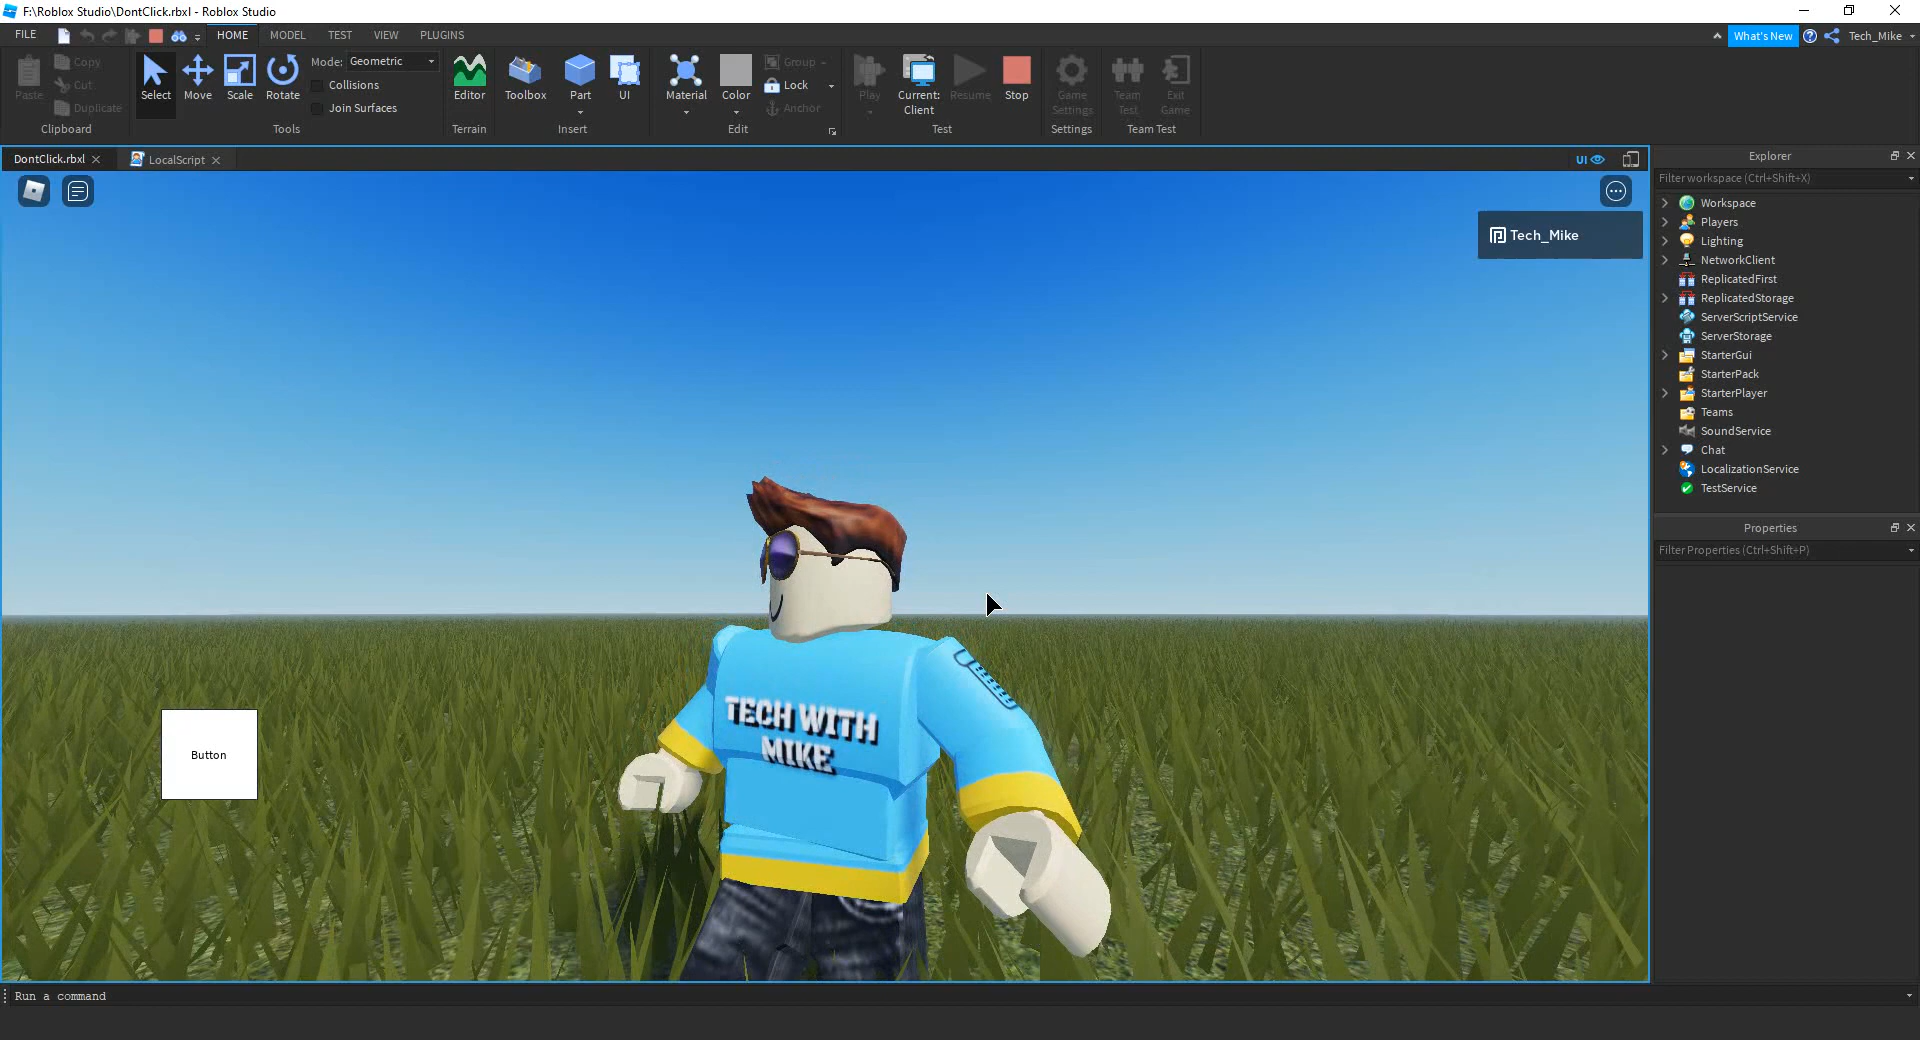 F:\Roblox Studio\DontClick.rbxl - Roblox Studio
FILE HOME MODEL TEST VIEW PLUGINS What's New Tech_Mike
Paste Copy Cut Duplicate Clipboard
Select Move Scale Rotate Mode: Geometric Collisions Join Surfaces Tools
Editor Terrain
Toolbox Part UI Insert
Material Color Group Lock Anchor Edit
Play Current: Client Resume Stop Test
Game Settings Settings
Team Test Exit Game Team Test
DontClick.rbxl LocalScript UI
Tech_Mike
TECH WITH
MIKE
Button
Explorer
Filter workspace (Ctrl+Shift+X)
Workspace
Players
Lighting
NetworkClient
ReplicatedFirst
ReplicatedStorage
ServerScriptService
ServerStorage
StarterGui
StarterPack
StarterPlayer
Teams
SoundService
Chat
LocalizationService
TestService
Properties
Filter Properties (Ctrl+Shift+P)
Run a command